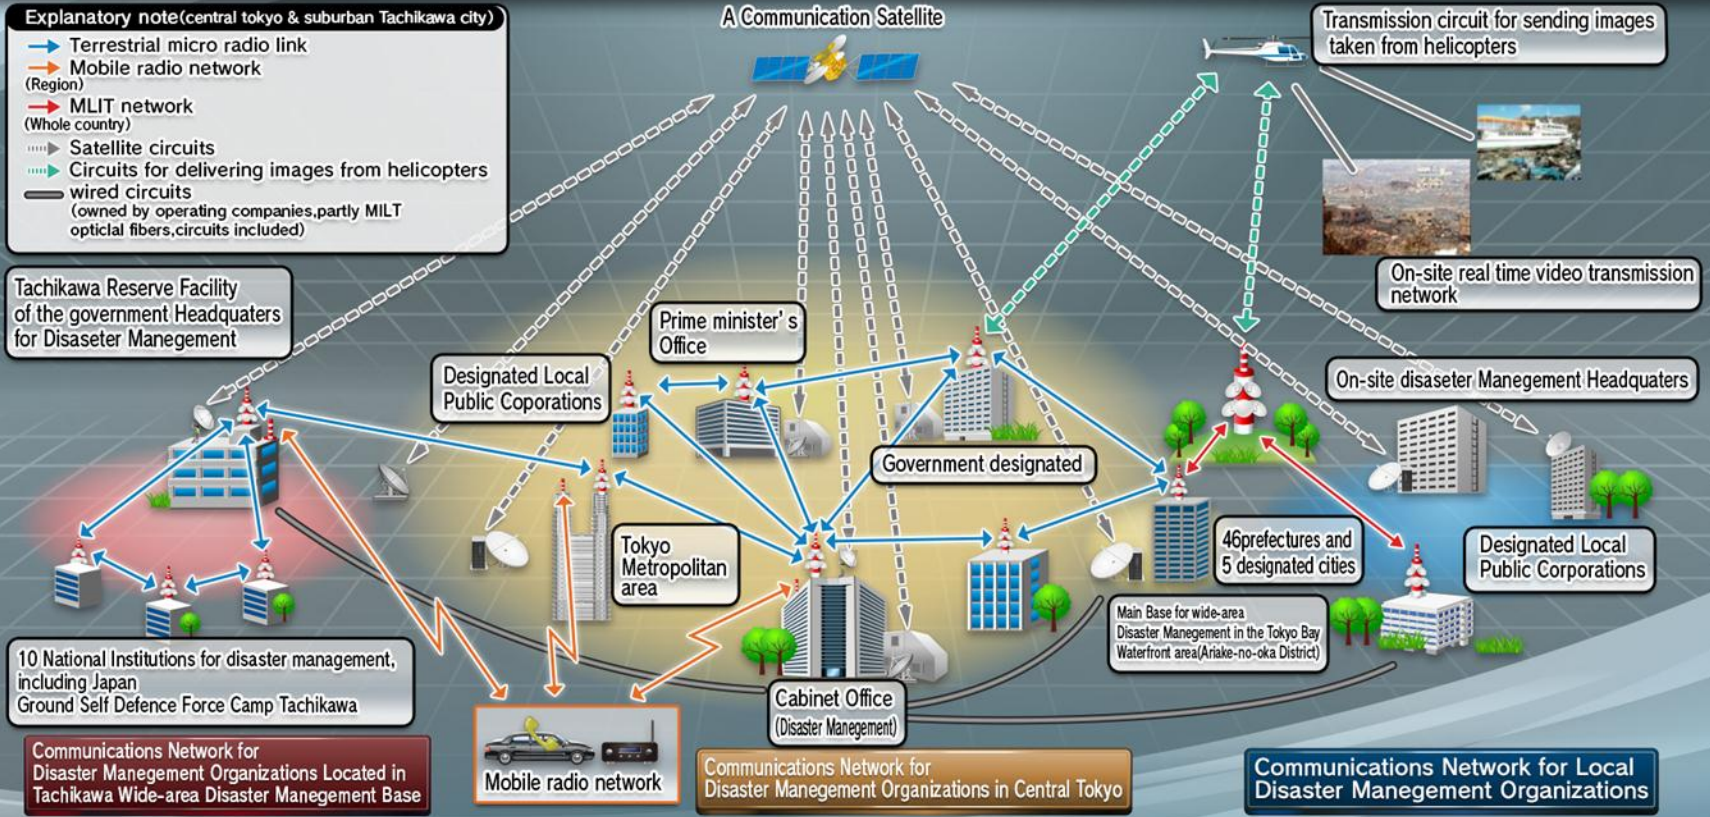 Explanatory note(central tokyo & suburban Tachikawa city)
Terrestrial micro radio link
Mobile radio network
(Region)
MLIT network
(Whole country)
Satellite circuits
Circuits for delivering images from helicopters
wired circuits
(owned by operating companies,partly MILT
opticlal fibers,circuits included)
A Communication Satellite
Transmission circuit for sending images
taken from helicopters
On-site real time video transmission
network
Tachikawa Reserve Facility
of the government Headquaters
for Disaseter Manegement
Prime minister's
Office
Designated Local
Public Coporations
On-site disaseter Manegement Headquaters
Government designated
Tokyo
Metropolitan
area
46prefectures and
5 designated cities
Designated Local
Public Corporations
Main Base for wide-area
Disaster Manegement in the Tokyo Bay
Waterfront area(Ariake-no-oka District)
10 National Institutions for disaster management,
including Japan
Ground Self Defence Force Camp Tachikawa
Cabinet Office
(Disaster Manegement)
Mobile radio network
Communications Network for
Disaster Manegement Organizations Located in
Tachikawa Wide-area Disaster Manegement Base
Communications Network for
Disaster Manegement Organizations in Central Tokyo
Communications Network for Local
Disaster Manegement Organizations